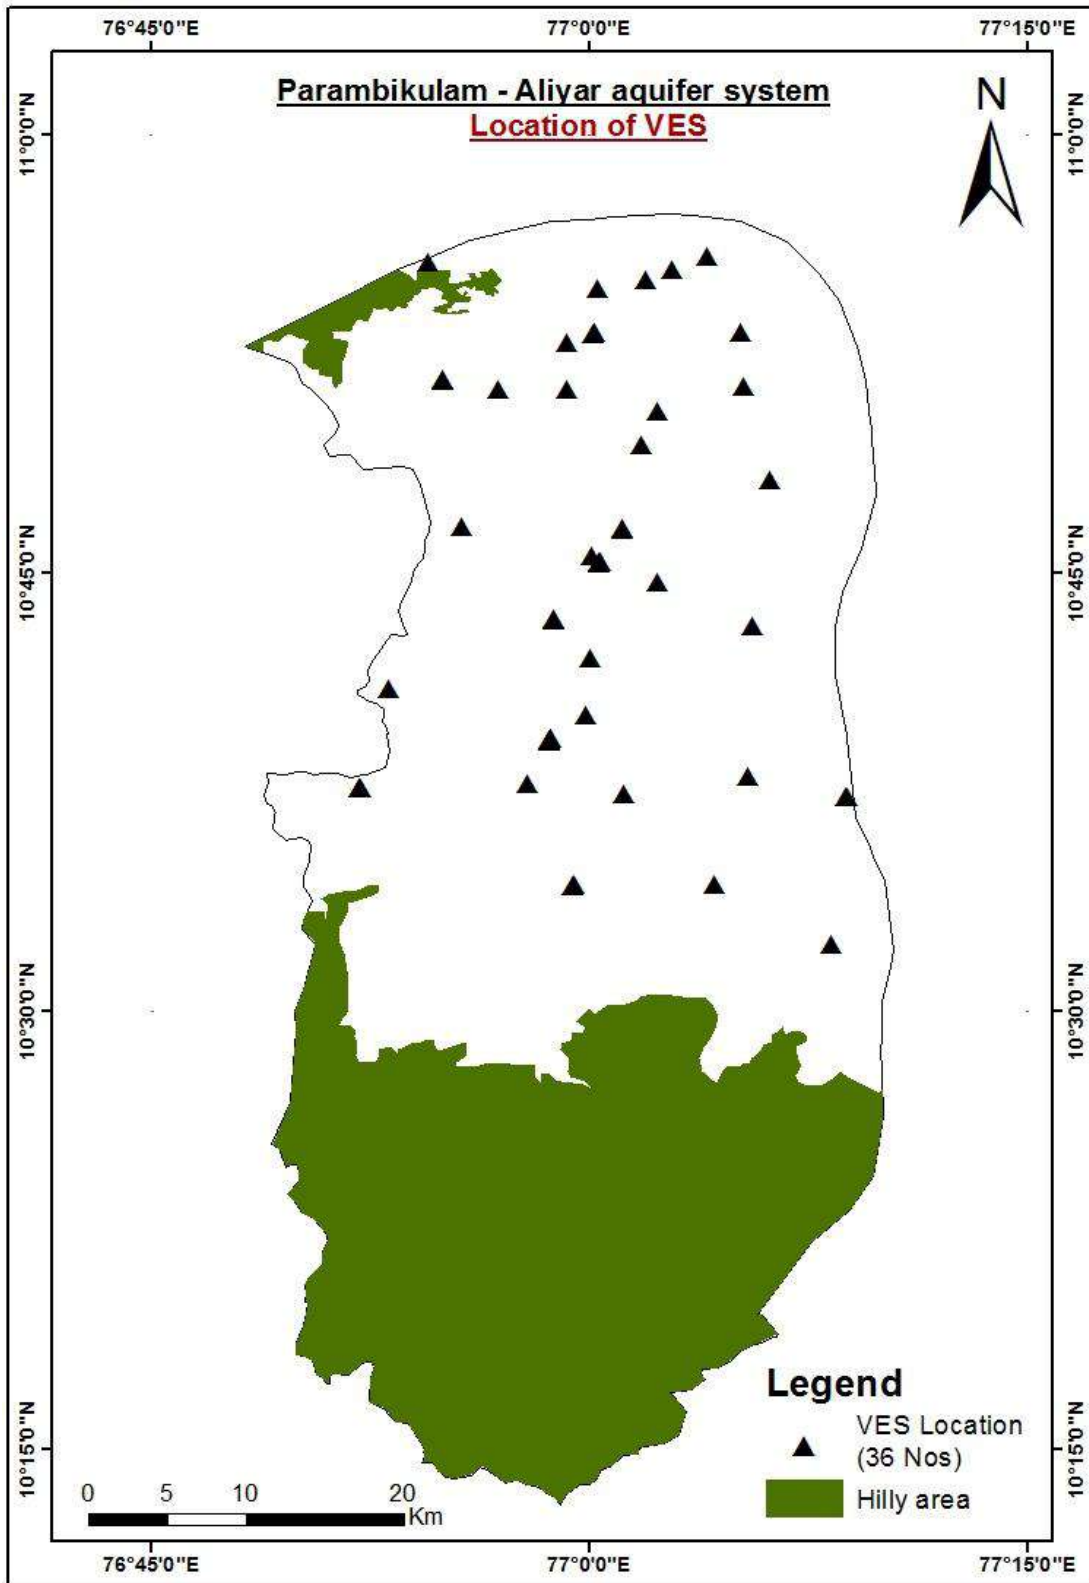 76°45'0"E 77°0'0"E 77°15'0"E
Parambikulam - Aliyar aquifer system
Location of VES
N
11°0'0"N 11°0'0"N
10°45'0"N 10°45'0"N
10°30'0"N 10°30'0"N
10°15'0"N 10°15'0"N
Legend
VES Location
(36 Nos)
Hilly area
0 5 10 20
Km
76°45'0"E 77°0'0"E 77°15'0"E